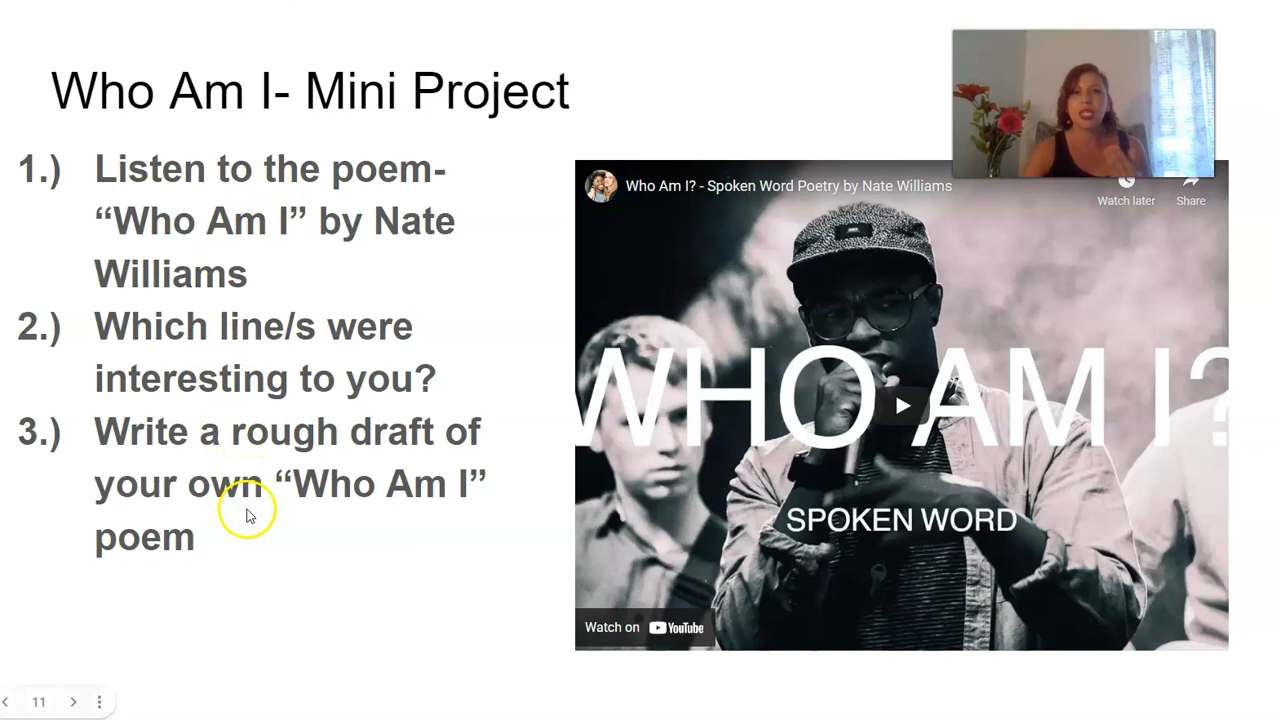 Who Am I- Mini Project
1.) Listen to the poem-
“Who Am I” by Nate
Williams
2.) Which line/s were
interesting to you?
3.) Write a rough draft of
your own “Who Am I”
poem
Who Am I? - Spoken Word Poetry by Nate Williams
Watch later
Share
WHO AM I?
SPOKEN WORD
Watch on YouTube
11